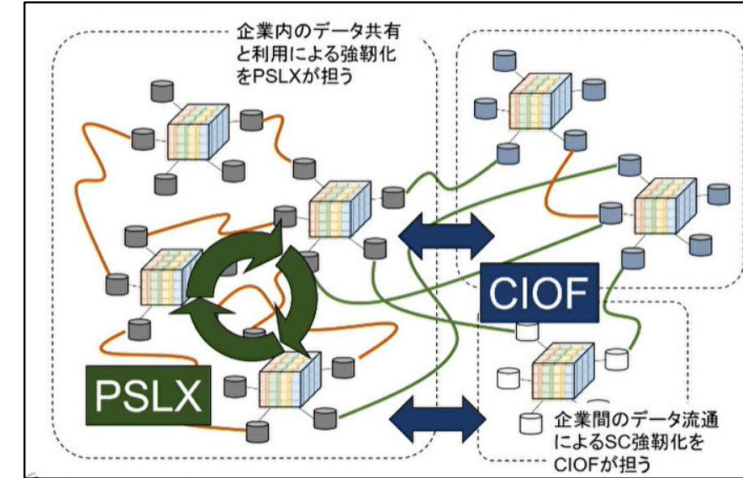 企業内のデータ共有
と利用による強靭化
をPSLXが担う
CIOF
PSLX
企業間のデータ流通
によるSC強靭化を
CIOFが担う